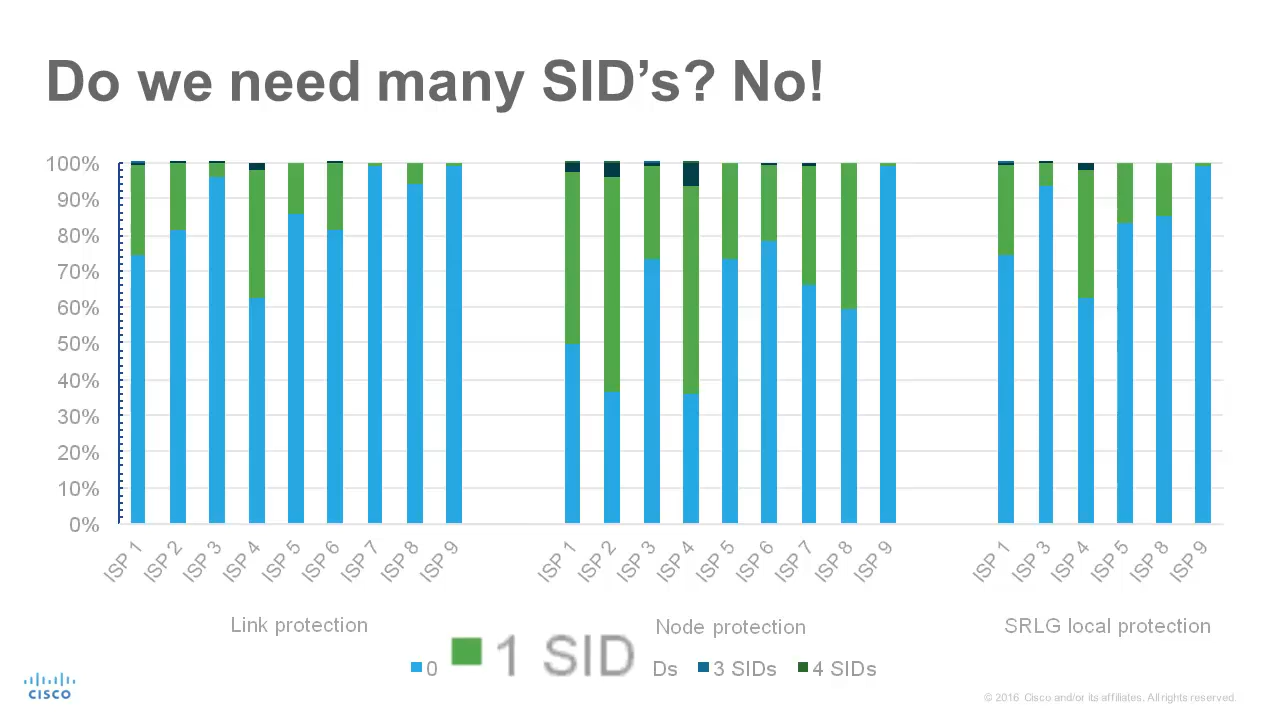 Do we need many SID’s? No!
100%
90%
80%
70%
60%
50%
40%
30%
20%
10%
0%
ISP 1 ISP 2 ISP 3 ISP 4 ISP 5 ISP 6 ISP 7 ISP 8 ISP 9 ISP 1 ISP 2 ISP 3 ISP 4 ISP 5 ISP 6 ISP 7 ISP 8 ISP 9 ISP 1 ISP 3 ISP 4 ISP 5 ISP 8 ISP 9
Link protection Node protection SRLG local protection
0 1 SID Ds 3 SIDs 4 SIDs
CISCO
© 2016 Cisco and/or its affiliates. All rights reserved.